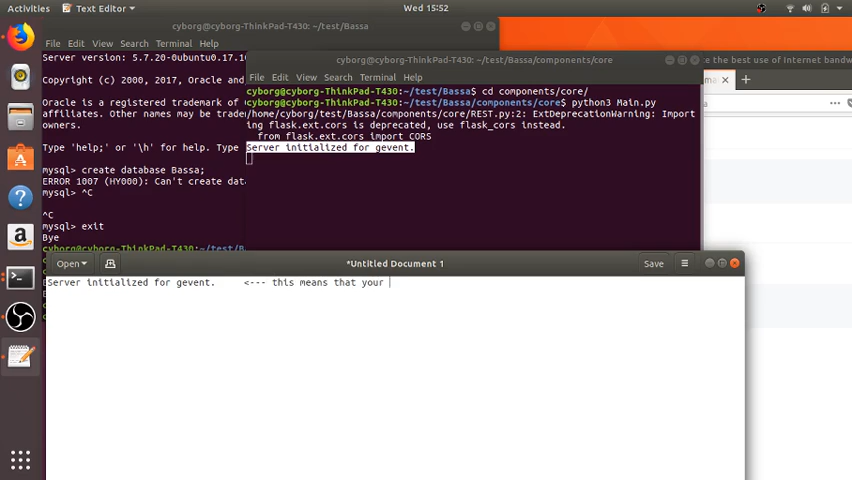 Activities Text Editor▾ Wed 15:52
cyborg@cyborg-ThinkPad-T430: ~/test/Bassa
File Edit View Search Terminal Help
Server version: 5.7.20-0ubuntu0.17.10
Copyright (c) 2000, 2017, Oracle and
Oracle is a registered trademark of
affiliates. Other names may be trade
owners.
Type 'help;' or '\h' for help. Type
mysql> create database Bassa;
ERROR 1007 (HY000): Can't create dat
mysql> ^C
^C
mysql> exit
Bye
cyborg@cyborg-ThinkPad-T430:~/test/B
cyborg@cyborg-ThinkPad-T430: ~/test/Bassa/components/core
File Edit View Search Terminal Help
cyborg@cyborg-ThinkPad-T430:~/test/Bassa$ cd components/core/
cyborg@cyborg-ThinkPad-T430:~/test/Bassa/components/core$ python3 Main.py
/home/cyborg/test/Bassa/components/core/REST.py:2: ExtDeprecationWarning: Import
ing flask.ext.cors is deprecated, use flask_cors instead.
from flask.ext.cors import CORS
Server initialized for gevent.
the best use of Internet bandw
Open▾ *Untitled Document 1 Save
Server initialized for gevent. <--- this means that your